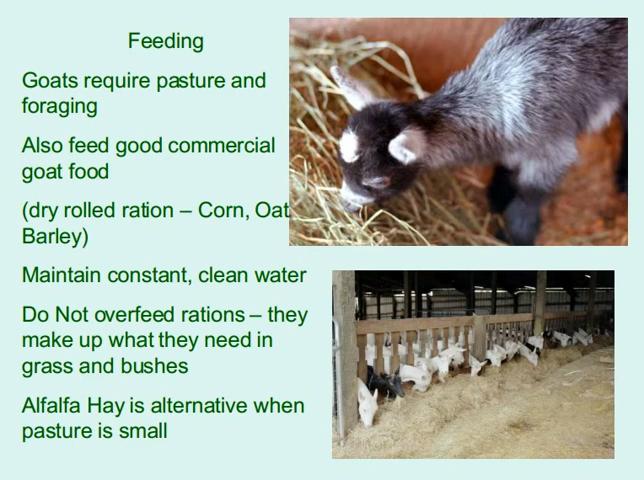 Feeding
Goats require pasture and
foraging
Also feed good commercial
goat food
(dry rolled ration – Corn, Oat
Barley)
Maintain constant, clean water
Do Not overfeed rations – they
make up what they need in
grass and bushes
Alfalfa Hay is alternative when
pasture is small